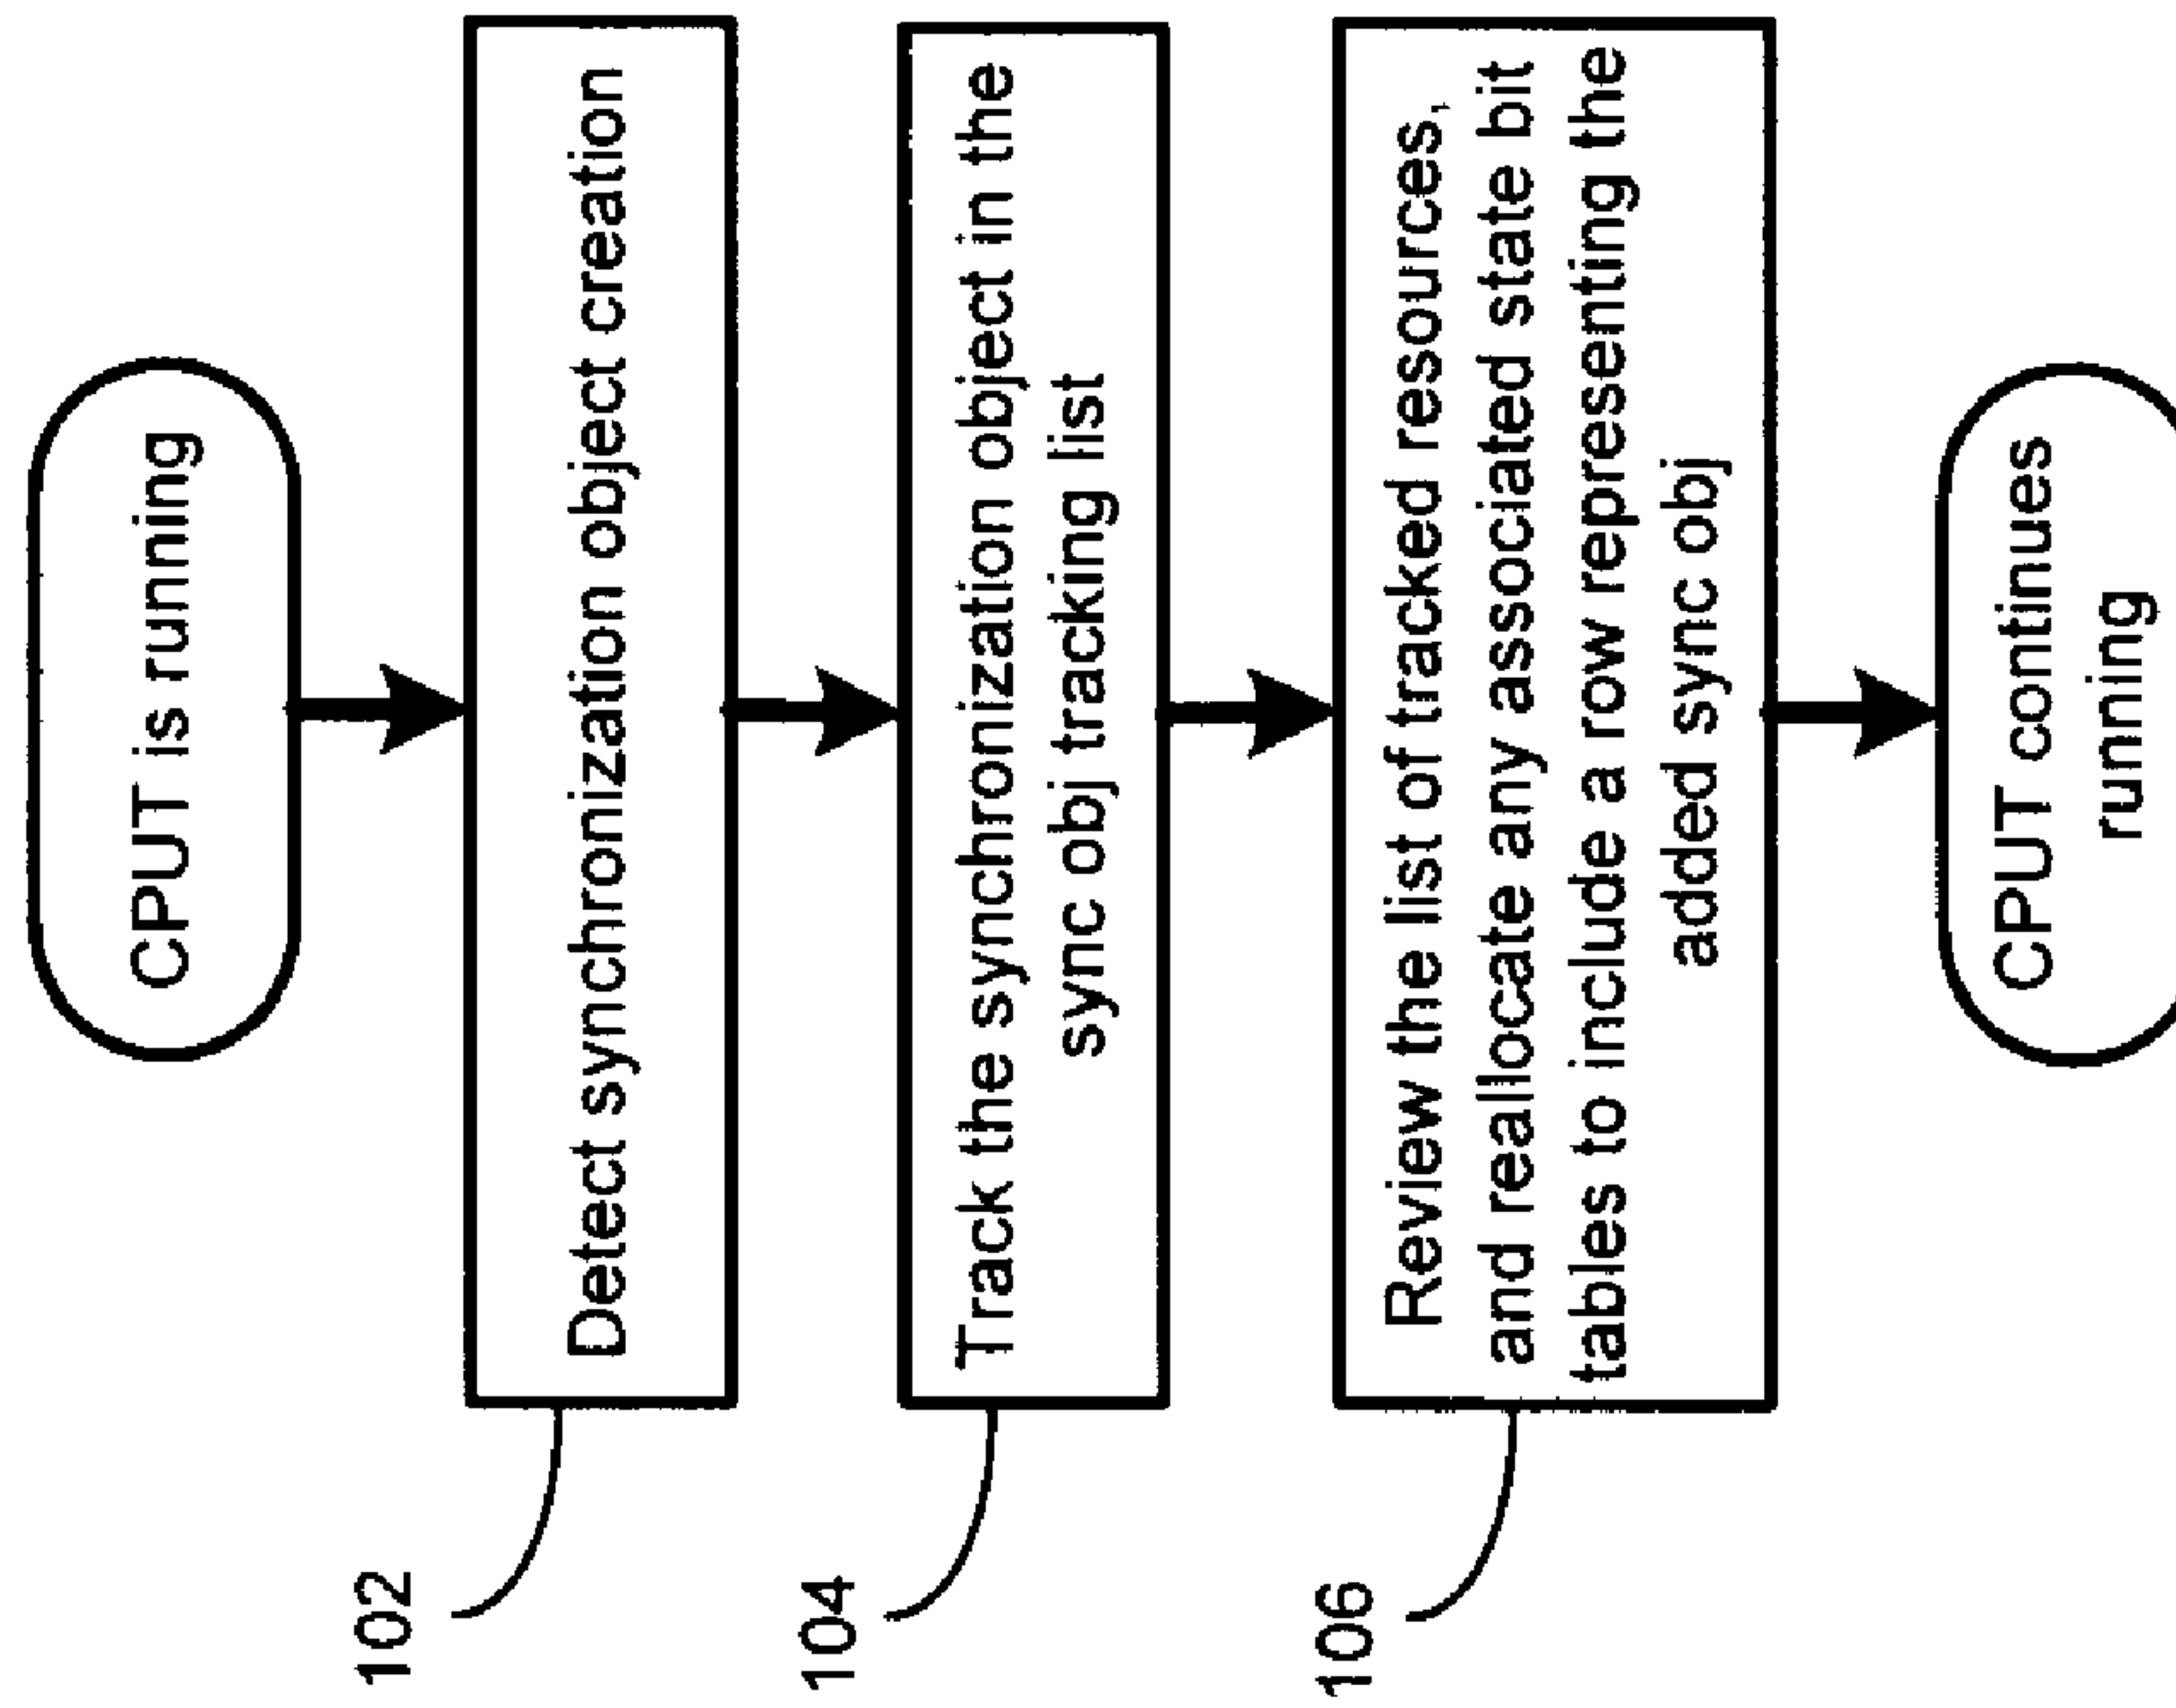 CPUT is running
102
Detect synchronization object creation
104
Track the synchronization object in the
sync obj tracking list
106
Review the list of tracked resources,
and reallocate any associated state bit
tables to include a row representing the
added sync obj
CPUT continues
running